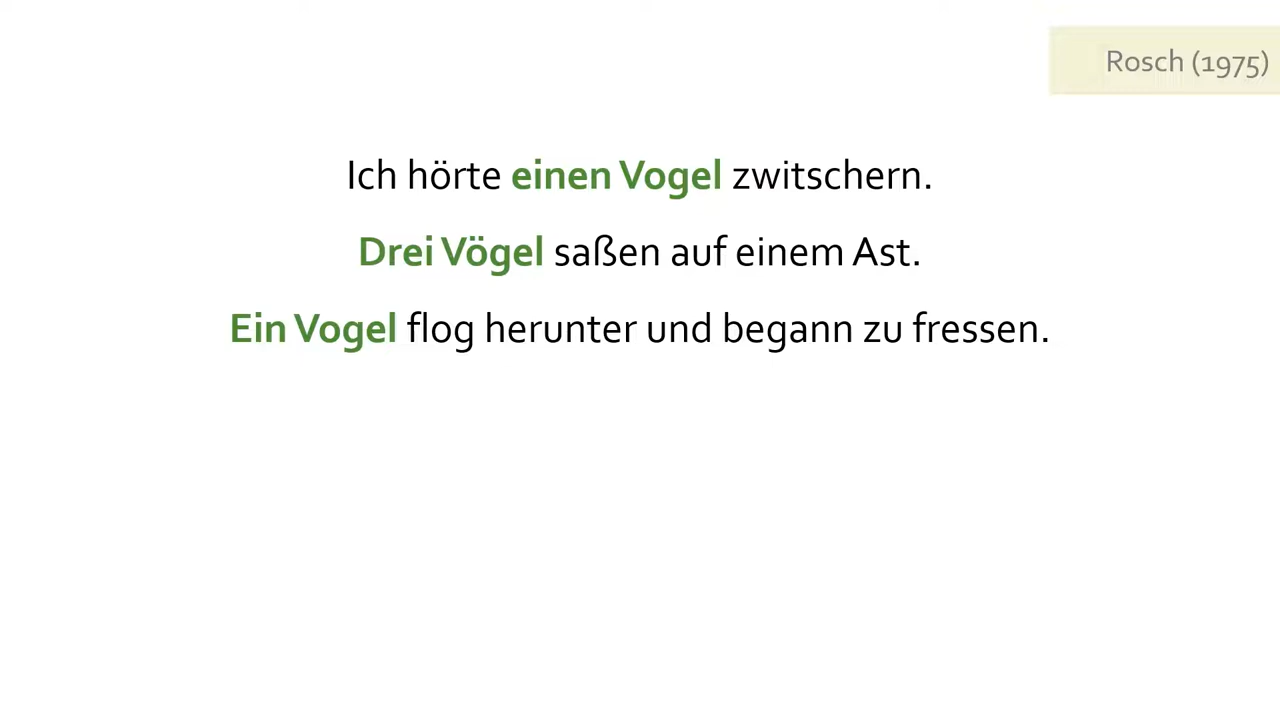 Rosch (1975)
Ich hörte einen Vogel zwitschern.
Drei Vögel saßen auf einem Ast.
Ein Vogel flog herunter und begann zu fressen.